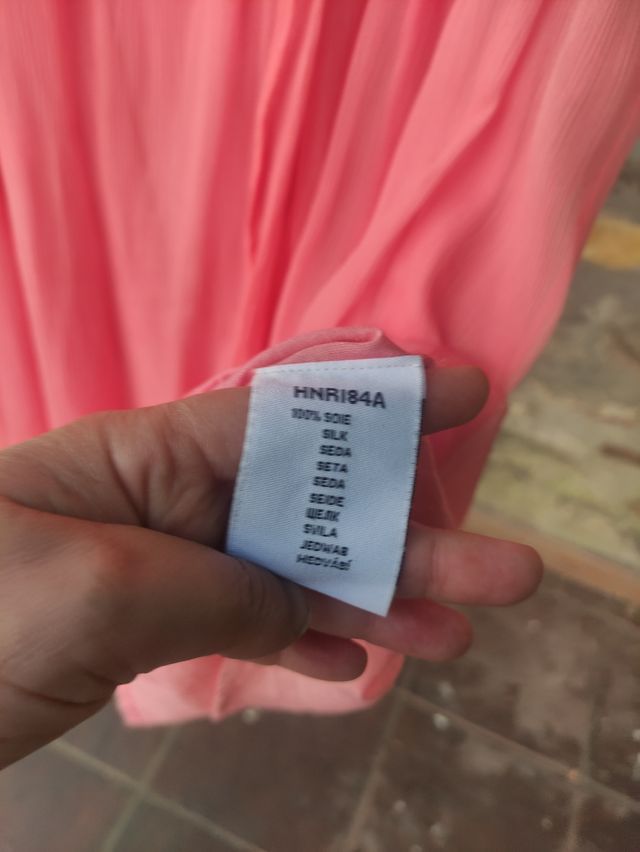 HNRI84A
100% SOIE
SILK
SEDA
SETA
SEDA
SEIDE
ШЕЛК
SVILA
JEDWAB
HEDVÁBÍ